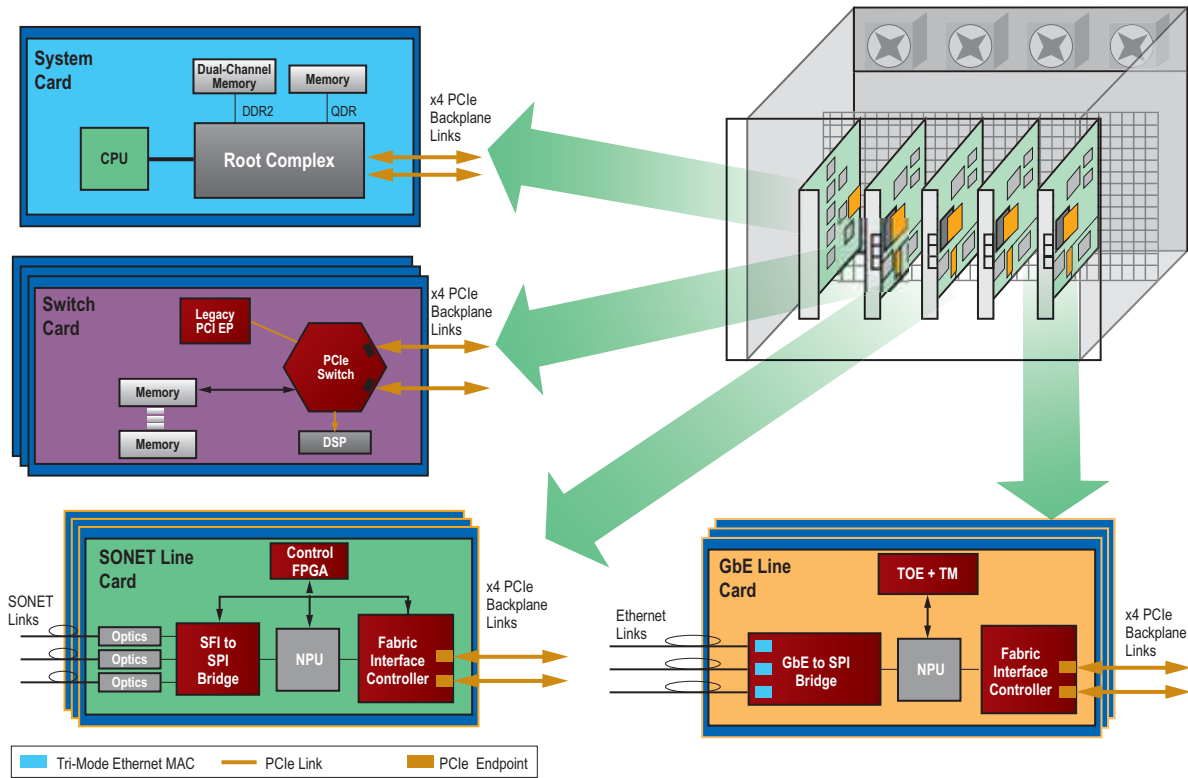 System
Card
Dual-Channel
Memory
Memory
DDR2
QDR
CPU
Root Complex
x4 PCIe
Backplane
Links
Switch
Card
Legacy
PCI EP
PCIe
Switch
Memory
Memory
DSP
x4 PCIe
Backplane
Links
SONET Line
Card
Control
FPGA
SONET
Links
Optics
Optics
Optics
SFI to
SPI
Bridge
NPU
Fabric
Interface
Controller
x4 PCIe
Backplane
Links
GbE Line
Card
TOE + TM
Ethernet
Links
GbE to SPI
Bridge
NPU
Fabric
Interface
Controller
x4 PCIe
Backplane
Links
Tri-Mode Ethernet MAC
PCIe Link
PCIe Endpoint